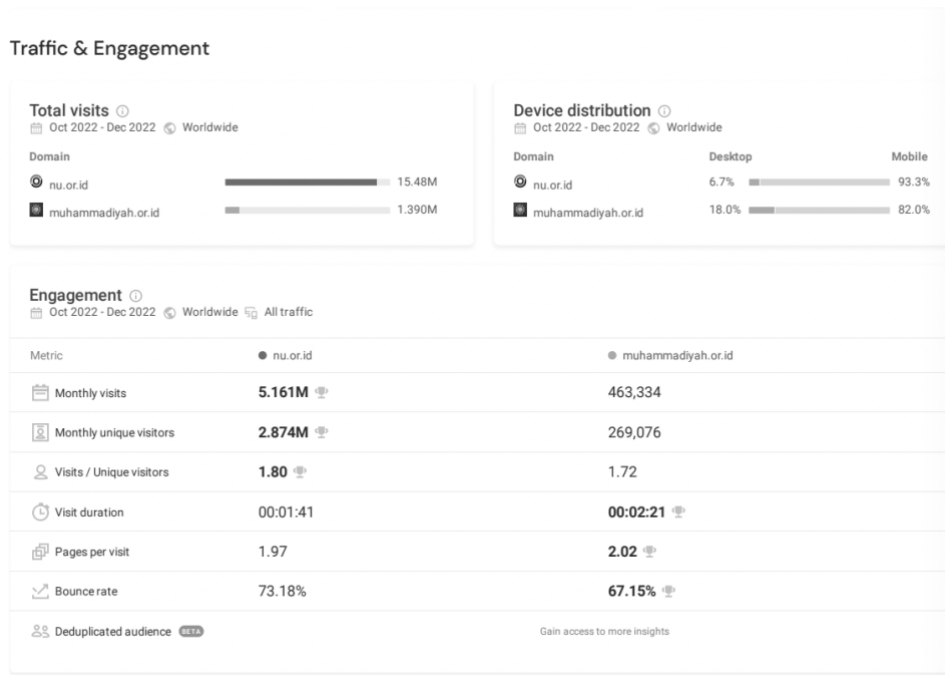 Traffic & Engagement
Total visits
Oct 2022 - Dec 2022 Worldwide
Domain
nu.or.id 15.48M
muhammadiyah.or.id 1.390M
Device distribution
Oct 2022 - Dec 2022 Worldwide
Domain Desktop Mobile
nu.or.id 6.7% 93.3%
muhammadiyah.or.id 18.0% 82.0%
Engagement
Oct 2022 - Dec 2022 Worldwide All traffic
Metric nu.or.id muhammadiyah.or.id
Monthly visits 5.161M 463,334
Monthly unique visitors 2.874M 269,076
Visits / Unique visitors 1.80 1.72
Visit duration 00:01:41 00:02:21
Pages per visit 1.97 2.02
Bounce rate 73.18% 67.15%
Deduplicated audience BETA Gain access to more insights